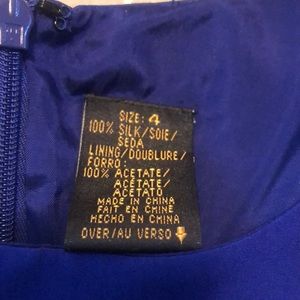 SIZE: 4
100% SILK/SOIE/
SEDA
LINING/DOUBLURE/
FORRO:
100% ACETATE/
ACÉTATE/
ACETATO
MADE IN CHINA
FAIT EN CHINE
HECHO EN CHINA
OVER/AU VERSO